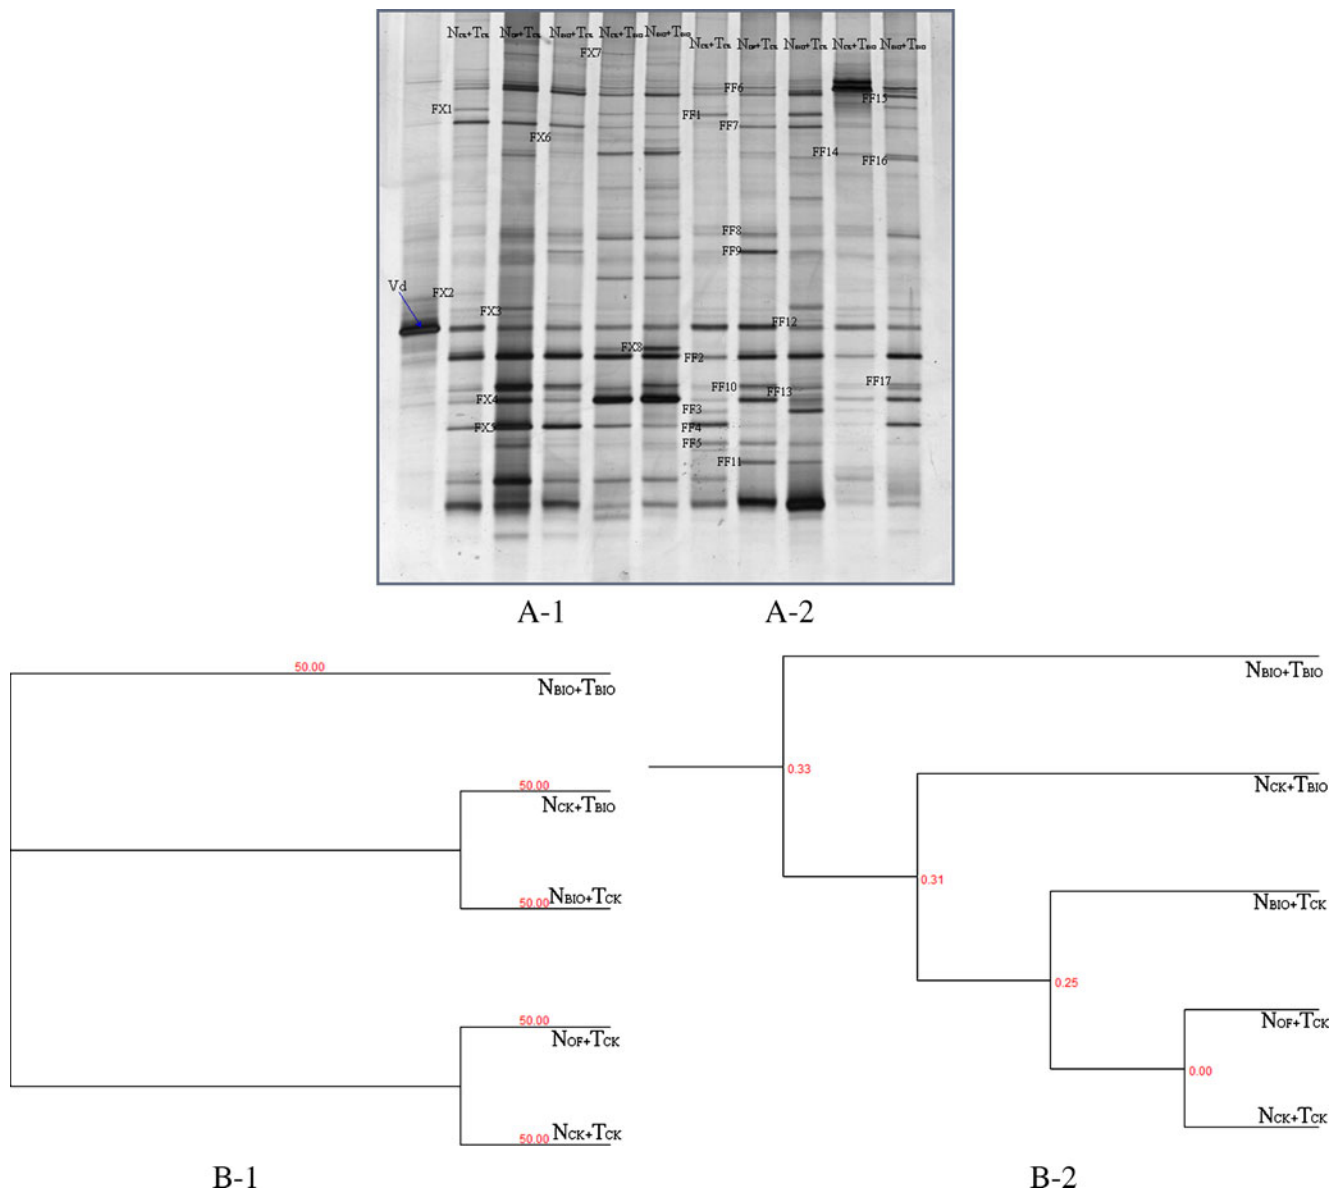 NCK+TCK NOF+TCK NBIO+TCK NCK+TBIO NBIO+TBIO NCK+TCK NOF+TCK NBIO+TCK NCK+TBIO NBIO+TBIO
FX7
FF6
FF15
FX1
FF1
FF7
FX6
FF14
FF16
FF8
FF9
Vd
FX2
FX3
FF12
FX8
FF2
FF10
FF13
FF17
FX4
FF3
FX5
FF4
FF5
FF11
A-1 A-2
50.00
NBIO+TBIO
50.00
NCK+TBIO
50.00
NBIO+TCK
50.00
NOF+TCK
50.00
NCK+TCK
B-1
NBIO+TBIO
0.33
NCK+TBIO
0.31
NBIO+TCK
0.25
NOF+TCK
0.00
NCK+TCK
B-2